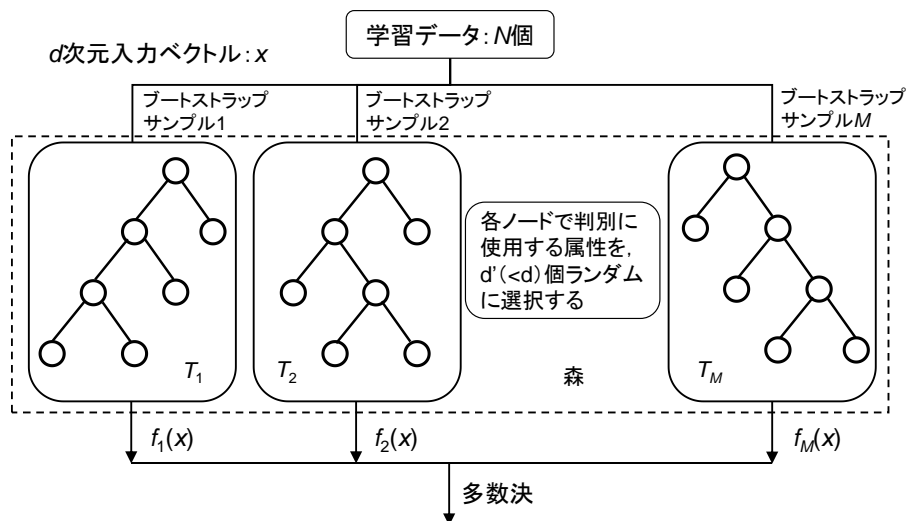 学習データ：N個
d次元入力ベクトル：x
ブートストラップ
サンプル1
ブートストラップ
サンプル2
ブートストラップ
サンプルM
各ノードで判別に
使用する属性を,
d'(<d)個ランダム
に選択する
T1
T2
森
TM
f1(x)
f2(x)
fM(x)
多数決